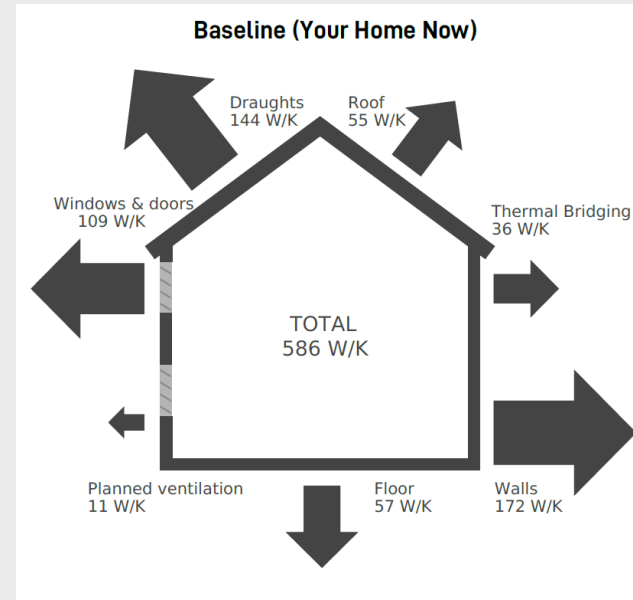 Baseline (Your Home Now)
Draughts
144 W/K
Roof
55 W/K
Windows & doors
109 W/K
Thermal Bridging
36 W/K
TOTAL
586 W/K
Planned ventilation
11 W/K
Floor
57 W/K
Walls
172 W/K